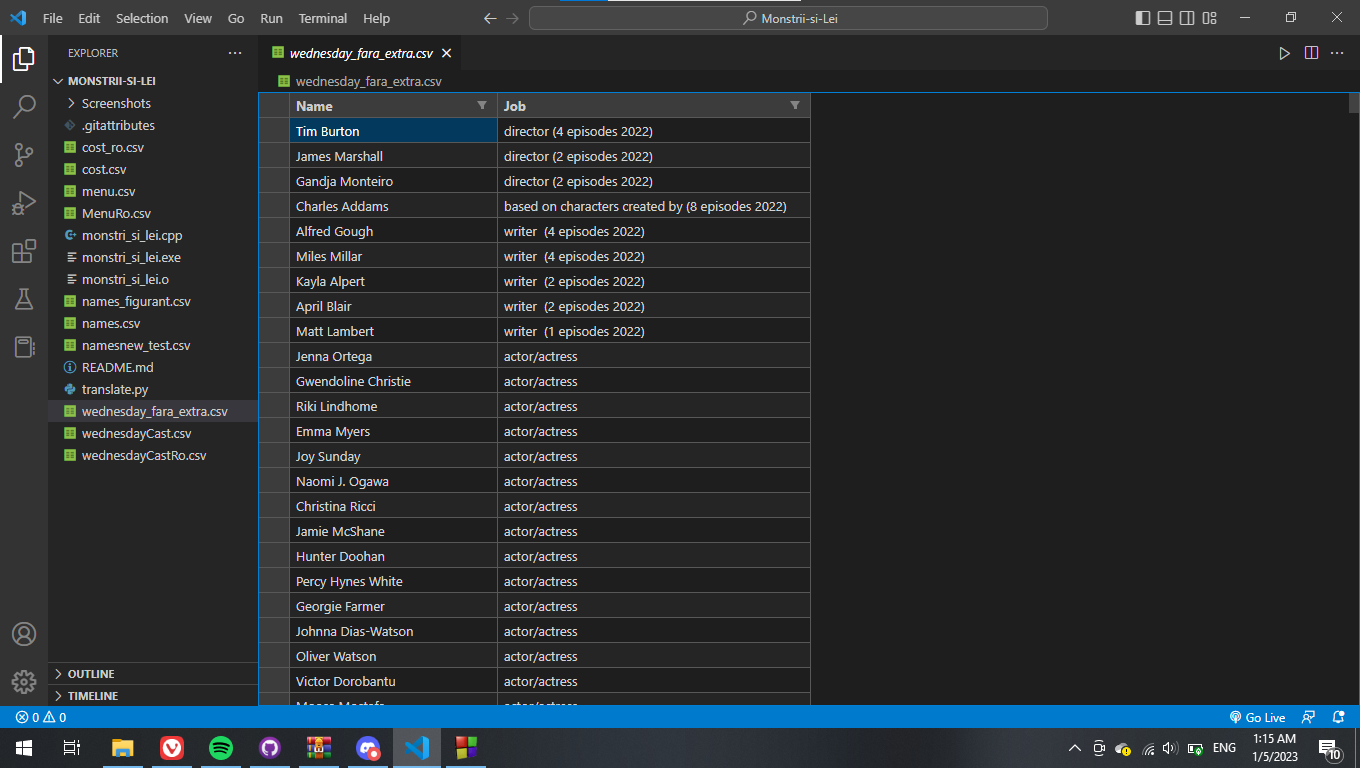 File Edit Selection View Go Run Terminal Help
Monstrii-si-Lei
EXPLORER
MONSTRII-SI-LEI
Screenshots
.gitattributes
cost_ro.csv
cost.csv
menu.csv
MenuRo.csv
monstri_si_lei.cpp
monstri_si_lei.exe
monstri_si_lei.o
names_figurant.csv
names.csv
namesnew_test.csv
README.md
translate.py
wednesday_fara_extra.csv
wednesdayCast.csv
wednesdayCastRo.csv
OUTLINE
TIMELINE
wednesday_fara_extra.csv
wednesday_fara_extra.csv
Name Job
Tim Burton director (4 episodes 2022)
James Marshall director (2 episodes 2022)
Gandja Monteiro director (2 episodes 2022)
Charles Addams based on characters created by (8 episodes 2022)
Alfred Gough writer (4 episodes 2022)
Miles Millar writer (4 episodes 2022)
Kayla Alpert writer (2 episodes 2022)
April Blair writer (2 episodes 2022)
Matt Lambert writer (1 episodes 2022)
Jenna Ortega actor/actress
Gwendoline Christie actor/actress
Riki Lindhome actor/actress
Emma Myers actor/actress
Joy Sunday actor/actress
Naomi J. Ogawa actor/actress
Christina Ricci actor/actress
Jamie McShane actor/actress
Hunter Doohan actor/actress
Percy Hynes White actor/actress
Georgie Farmer actor/actress
Johnna Dias-Watson actor/actress
Oliver Watson actor/actress
Victor Dorobantu actor/actress
0 0
Go Live
ENG
1:15 AM
1/5/2023
10